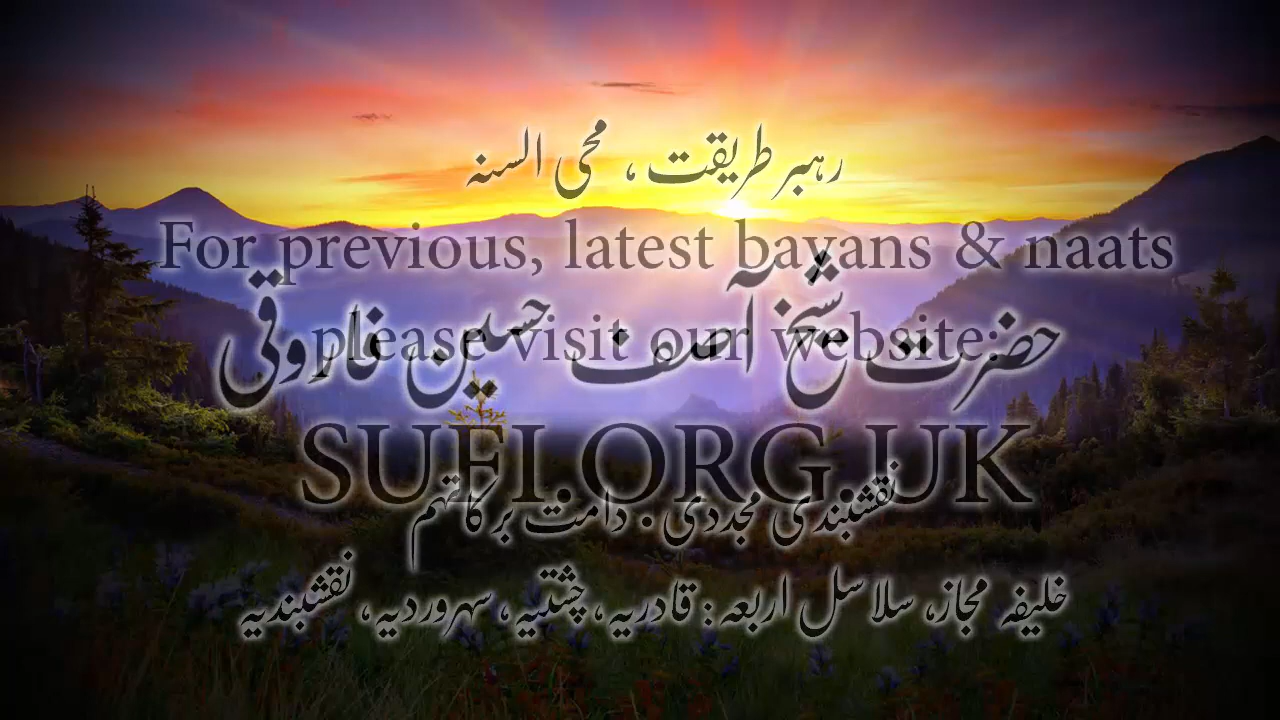 رہبر طریقت ، محی السنہ
For previous, latest bayans & naats
حضرت شیخ آصف حسین فاروقی
please visit our website:
SUFI.ORG.UK
نقشبندی مجددی . دامت برکاتہم
خلیفہ مجاز، سلاسل اربعہ : قادریہ، چشتیہ، سہروردیہ، نقشبندیہ